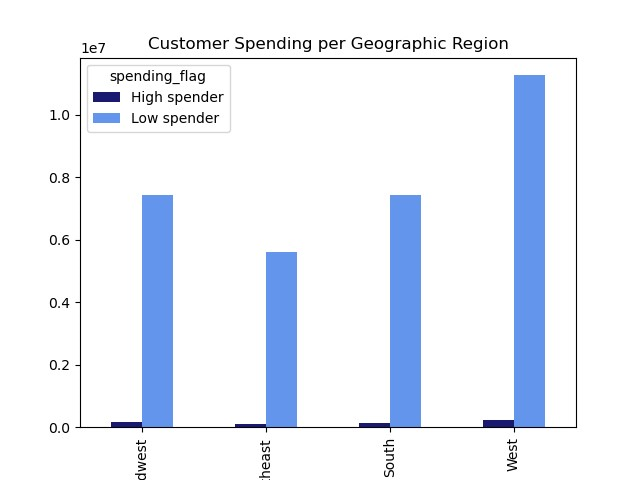 1e7
Customer Spending per Geographic Region
spending_flag
High spender
Low spender
1.0
0.8
0.6
0.4
0.2
0.0
dwest
heast
South
West